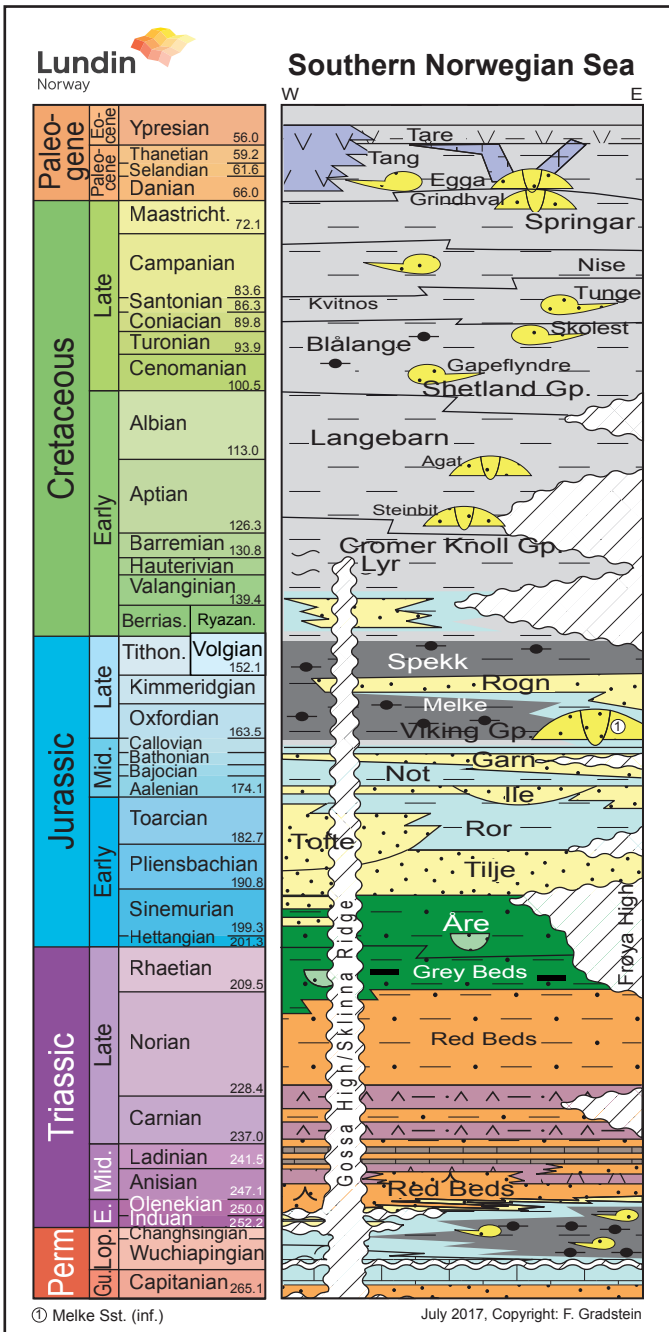 Lundin
Norway
Southern Norwegian Sea
W
E
Paleo-
gene
Eo-
cene
Paleo-
cene
Ypresian
56.0
Thanetian
59.2
Selandian
61.6
Danian
66.0
Cretaceous
Late
Maastricht.
72.1
Campanian
83.6
Santonian
86.3
Coniacian
89.8
Turonian
93.9
Cenomanian
100.5
Early
Albian
113.0
Aptian
126.3
Barremian
130.8
Hauterivian
Valanginian
139.4
Berrias.
Ryazan.
Jurassic
Late
Tithon.
Volgian
152.1
Kimmeridgian
Oxfordian
163.5
Mid.
Callovian
Bathonian
Bajocian
Aalenian
174.1
Early
Toarcian
182.7
Pliensbachian
190.8
Sinemurian
199.3
Hettangian
201.3
Triassic
Late
Rhaetian
209.5
Norian
228.4
Carnian
237.0
Mid.
Ladinian
241.5
Anisian
247.1
E.
Olenekian
250.0
Induan
252.2
Perm
Lop.
Changhsingian
Wuchiapingian
Gu.
Capitanian
265.1
Tare
Tang
Egga
Grindhval
Springar
Nise
Tunge
Kvitnos
Skolest
Blålange
Gapeflyndre
Shetland Gp.
Langebarn
Agat
Steinbit
Cromer Knoll Gp.
Lyr
Spekk
Rogn
Melke
Viking Gp.
1
Garn
Not
Ile
Ror
Tofte
Tilje
Åre
Grey Beds
Frøya High
Gossa High/Sklinna Ridge
Red Beds
Red Beds
① Melke Sst. (inf.)
July 2017, Copyright: F. Gradstein